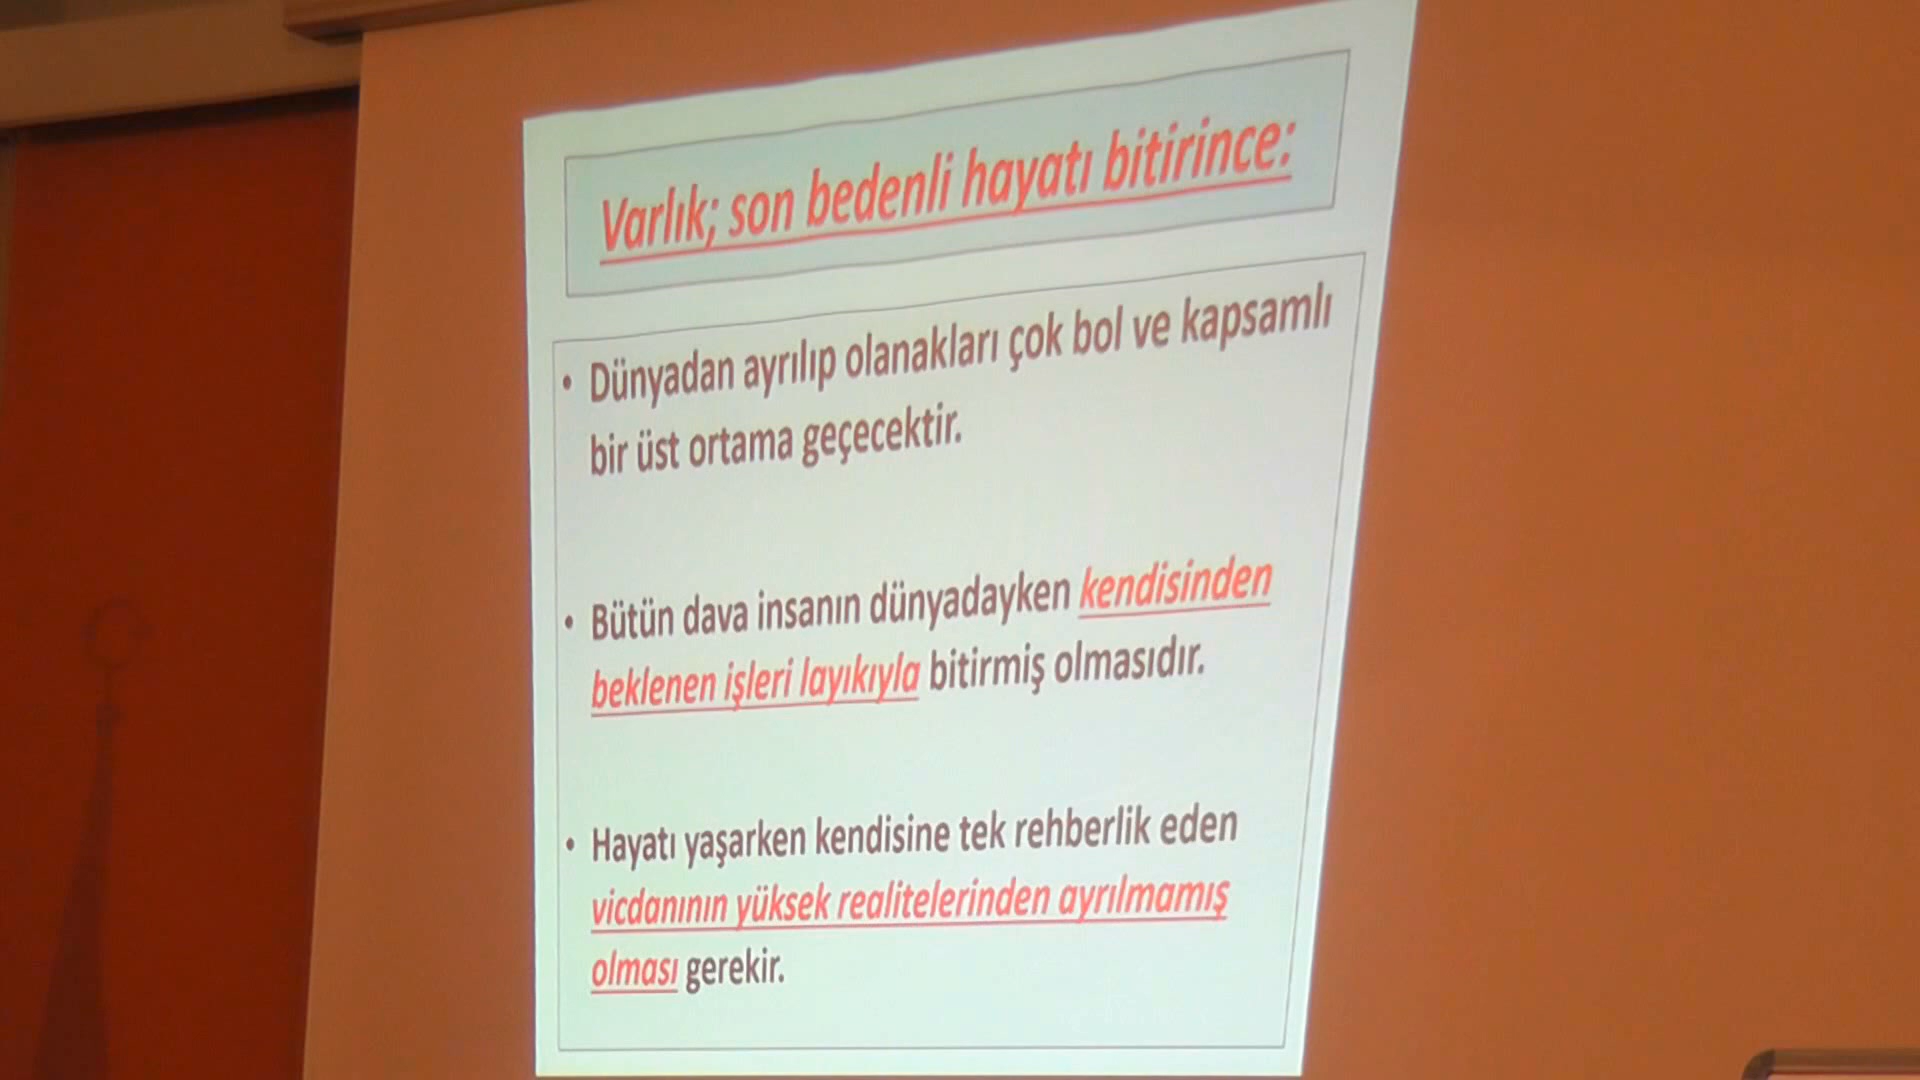 Varlık; son bedenli hayatı bitirince:
• Dünyadan ayrılıp olanakları çok bol ve kapsamlı
bir üst ortama geçecektir.
• Bütün dava insanın dünyadayken kendisinden
beklenen işleri layıkıyla bitirmiş olmasıdır.
• Hayatı yaşarken kendisine tek rehberlik eden
vicdanının yüksek realitelerinden ayrılmamış
olması gerekir.